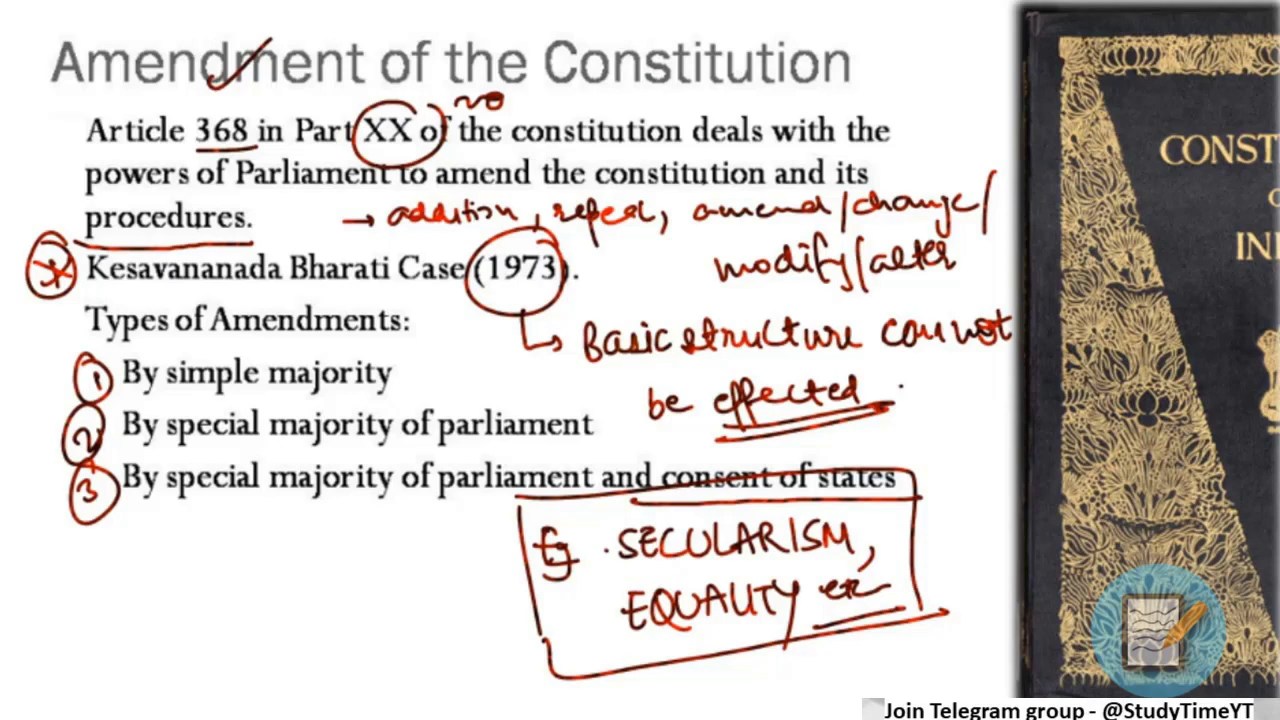 Amendment of the Constitution
20
Article 368 in Part XX of the constitution deals with the
powers of Parliament to amend the constitution and its
procedures.
→ addition, repeal, amend/change/
modify/alter
Kesavananada Bharati Case (1973).
Types of Amendments:
↳ Basic structure cannot
be effected.
1 By simple majority
2 By special majority of parliament
3 By special majority of parliament and consent of states
Eg. SECULARISM,
EQUALITY etc
CONST
O
INI
Join Telegram group - @StudyTimeYT